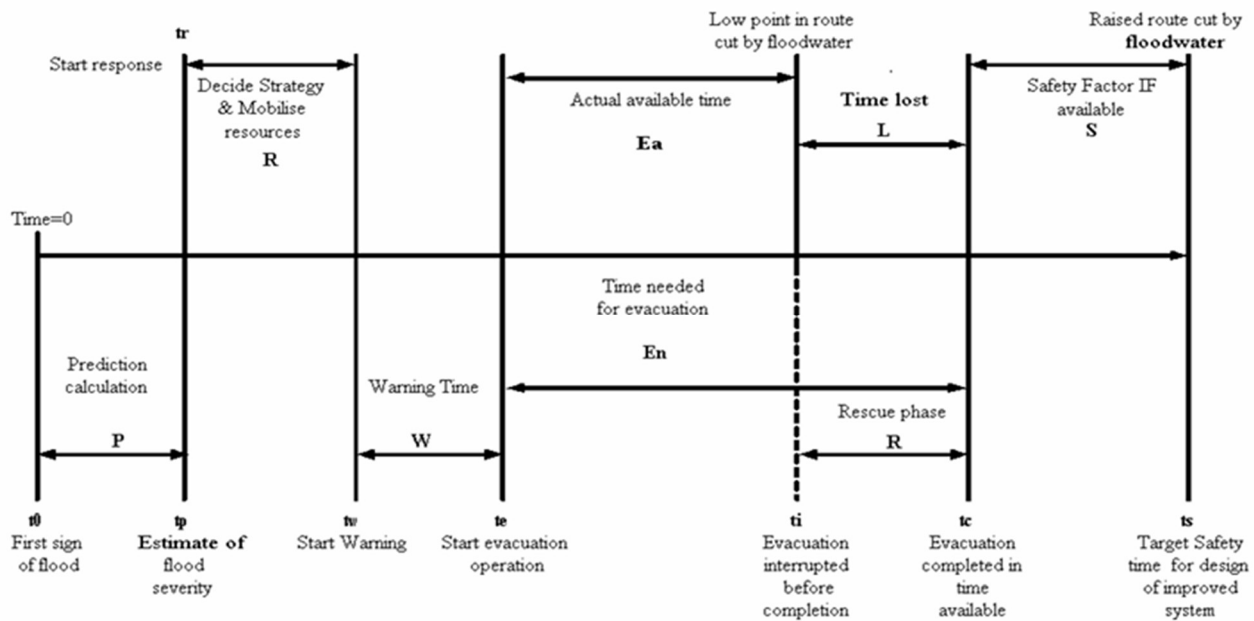 tr
Start response
Decide Strategy
& Mobilise
resources
R
Actual available time
Ea
Low point in route
cut by floodwater
Time lost
L
Raised route cut by
floodwater
Safety Factor IF
available
S
Time=0
Time needed
for evacuation
En
Prediction
calculation
P
Warning Time
W
Rescue phase
R
t0
First sign
of flood
tp
Estimate of
flood
severity
tw
Start Warning
te
Start evacuation
operation
ti
Evacuation
interrupted
before
completion
tc
Evacuation
completed in
time
available
ts
Target Safety
time for design
of improved
system